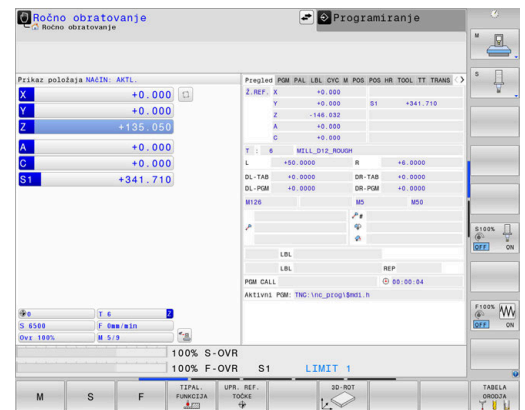 Ročno obratovanje
Ročno obratovanje
Programiranje
Prikaz položaja NAčIN: AKTL.
X +0.000
Y +0.000
Z +135.050
A +0.000
C +0.000
S1 +341.710
0 T 6 Z
S 6500 F 0mm/min
Ovr 100% M 5/9
Pregled PGM PAL LBL CYC M POS POS HR TOOL TT TRANS
Ž.REF. X +0.000
Y +0.000 S1 +341.710
Z -146.032
A +0.000
C +0.000
T : 6 MILL_D12_ROUGH
L +50.0000 R +6.0000
DL-TAB +0.0000 DR-TAB +0.0000
DL-PGM +0.0000 DR-PGM +0.0000
M126 M5 M50
LBL
LBL REP
PGM CALL 00:00:04
Aktivni PGM: TNC:\nc_prog\$mdi.h
100% S-OVR
100% F-OVR S1 LIMIT 1
M
S
S100%
OFF ON
F100%
OFF ON
M
S
F
TIPAL.
FUNKCIJA
UPR. REF.
TOČKE
3D-ROT
TABELA
ORODJA